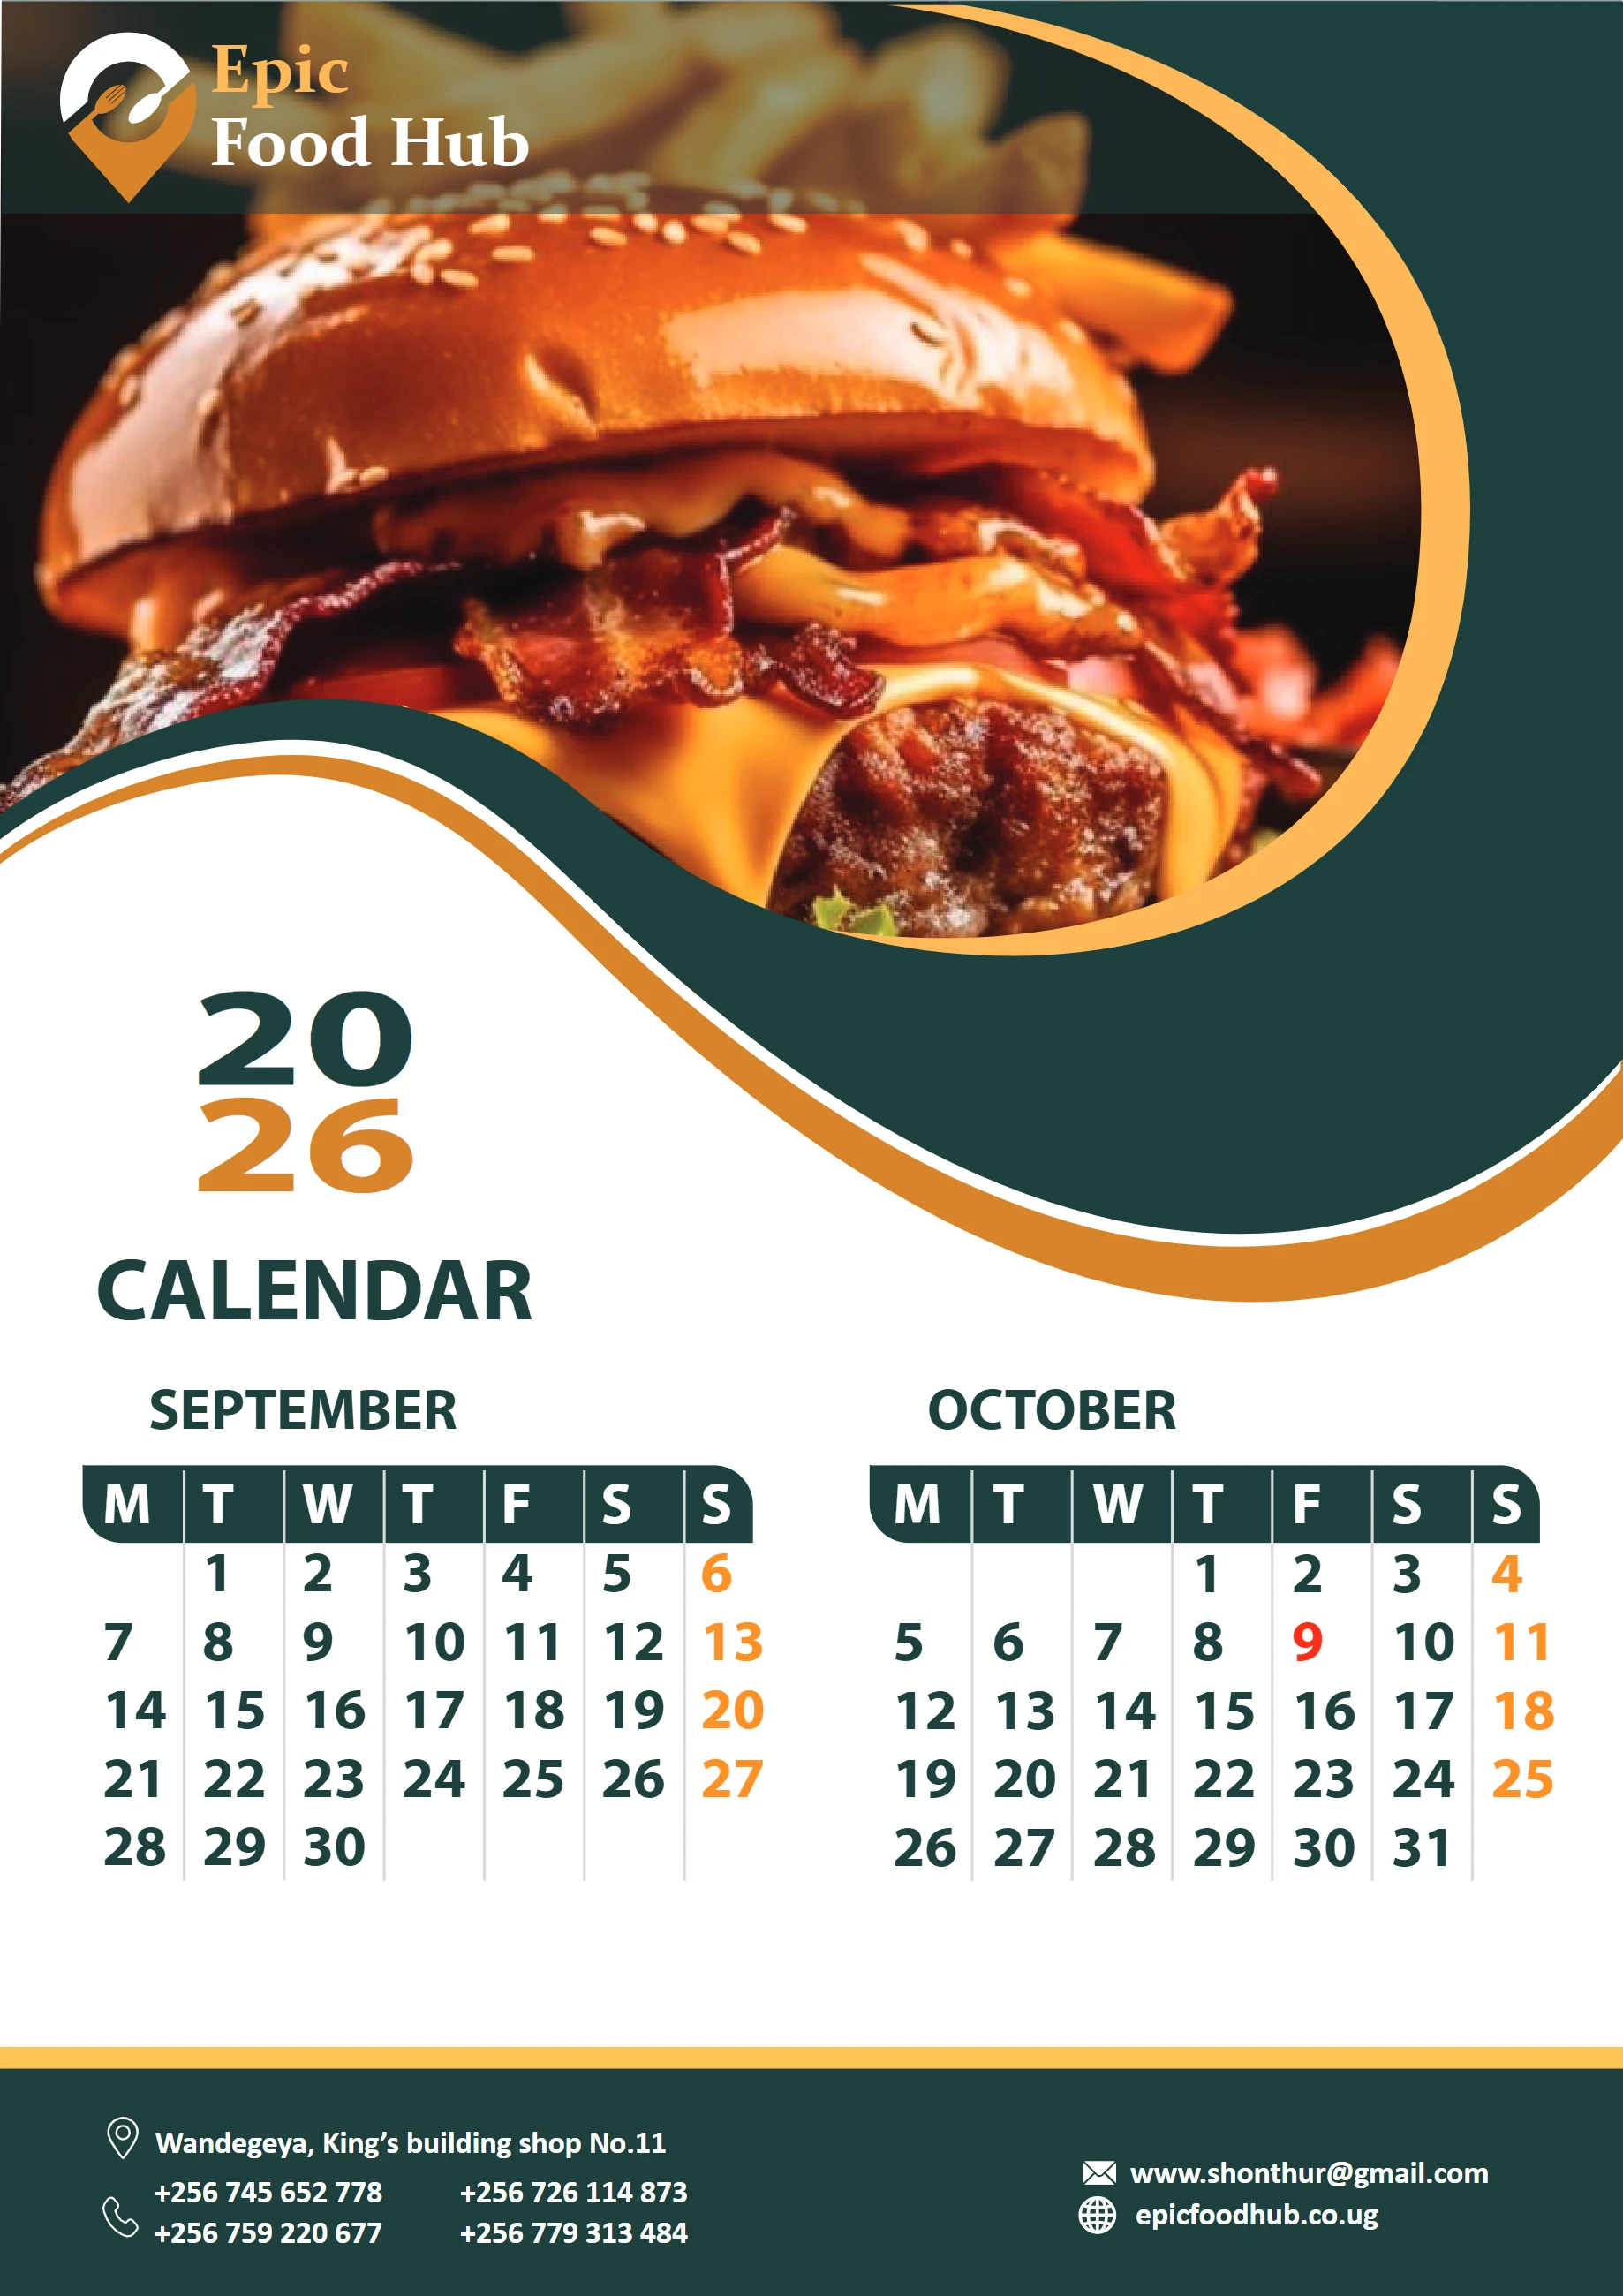 Epic
Food Hub
20
26
CALENDAR
SEPTEMBER
M T W T F S S
1 2 3 4 5 6
7 8 9 10 11 12 13
14 15 16 17 18 19 20
21 22 23 24 25 26 27
28 29 30
OCTOBER
M T W T F S S
1 2 3 4
5 6 7 8 9 10 11
12 13 14 15 16 17 18
19 20 21 22 23 24 25
26 27 28 29 30 31
Wandegeya, King’s building shop No.11
+256 745 652 778 +256 726 114 873
+256 759 220 677 +256 779 313 484
www.shonthur@gmail.com
epicfoodhub.co.ug